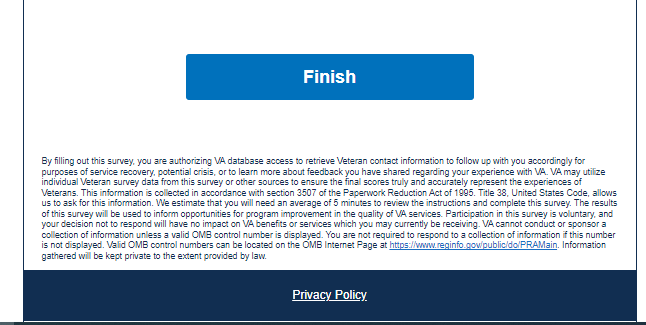 Finish
By filling out this survey, you are authorizing VA database access to retrieve Veteran contact information to follow up with you accordingly for
purposes of service recovery, potential crisis, or to learn more about feedback you have shared regarding your experience with VA. VA may utilize
individual Veteran survey data from this survey or other sources to ensure the final scores truly and accurately represent the experiences of
Veterans. This information is collected in accordance with section 3507 of the Paperwork Reduction Act of 1995. Title 38, United States Code, allows
us to ask for this information. We estimate that you will need an average of 5 minutes to review the instructions and complete this survey. The results
of this survey will be used to inform opportunities for program improvement in the quality of VA services. Participation in this survey is voluntary, and
your decision not to respond will have no impact on VA benefits or services which you may currently be receiving. VA cannot conduct or sponsor a
collection of information unless a valid OMB control number is displayed. You are not required to respond to a collection of information if this number
is not displayed. Valid OMB control numbers can be located on the OMB Internet Page at https://www.reginfo.gov/public/do/PRAMain. Information
gathered will be kept private to the extent provided by law.
Privacy Policy